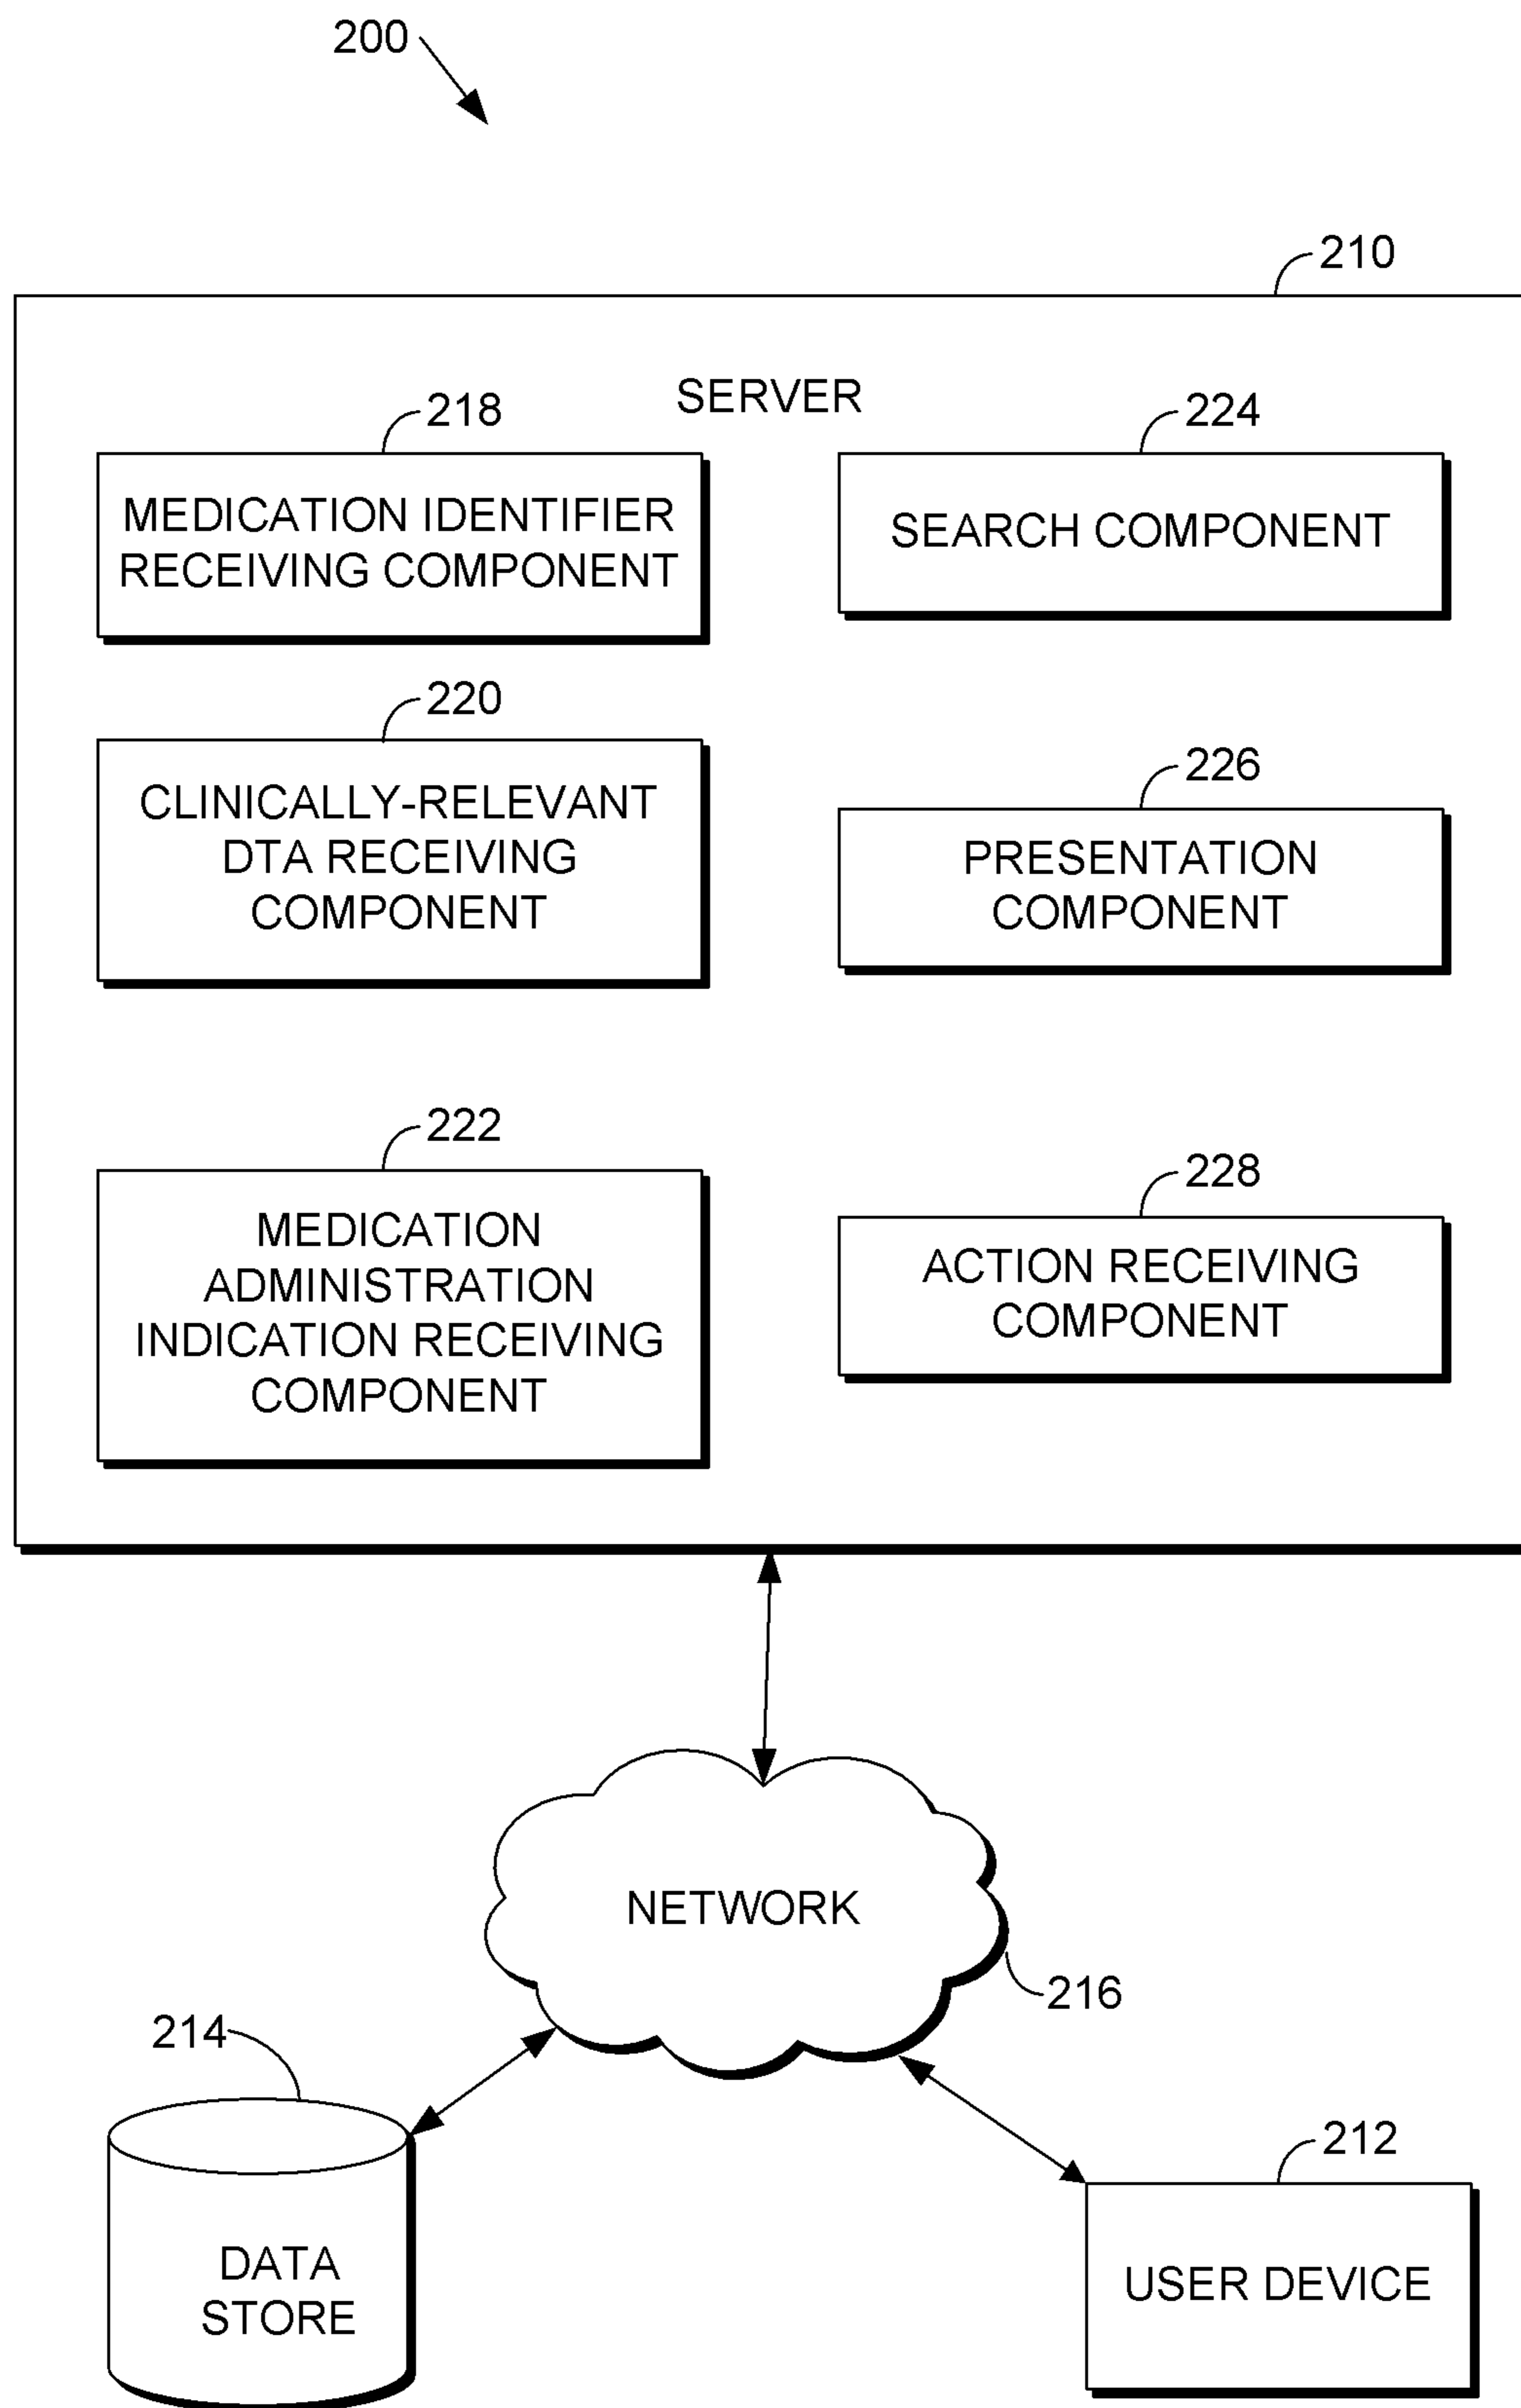 200
210
SERVER
218
MEDICATION IDENTIFIER
RECEIVING COMPONENT
224
SEARCH COMPONENT
220
CLINICALLY-RELEVANT
DTA RECEIVING
COMPONENT
226
PRESENTATION
COMPONENT
222
MEDICATION
ADMINISTRATION
INDICATION RECEIVING
COMPONENT
228
ACTION RECEIVING
COMPONENT
NETWORK
216
214
DATA
STORE
212
USER DEVICE